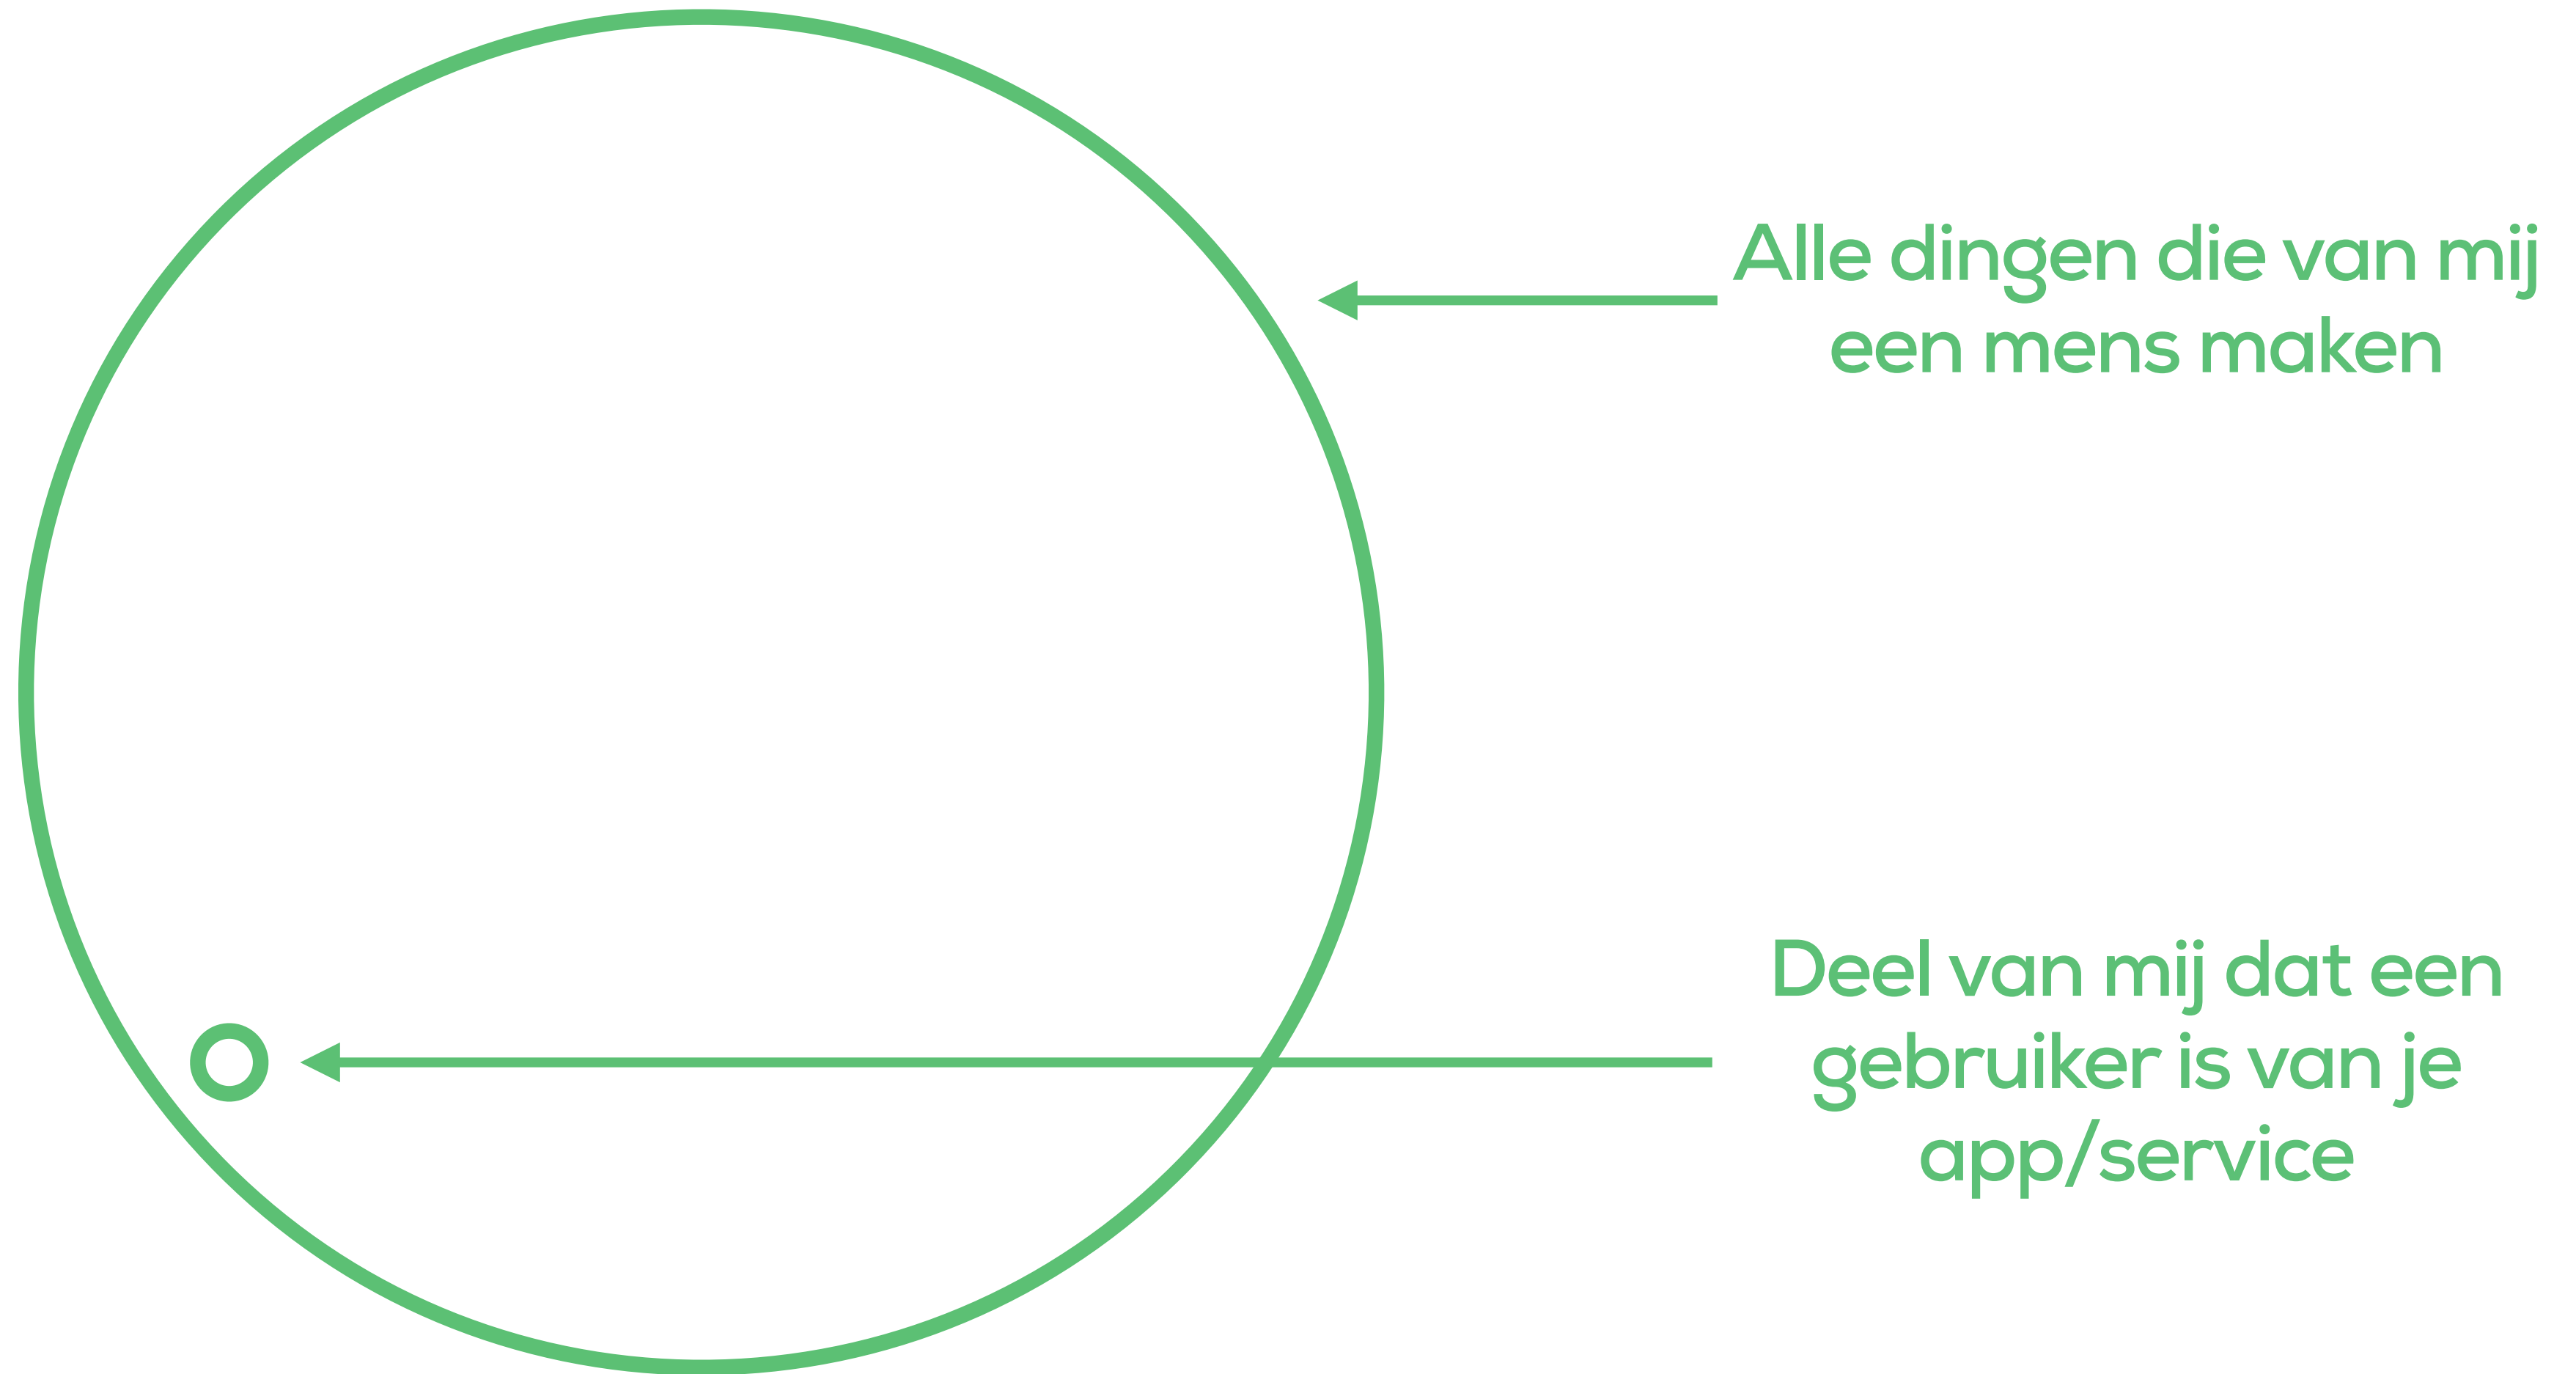 Alle dingen die van mij
een mens maken
Deel van mij dat een
gebruiker is van je
app/service